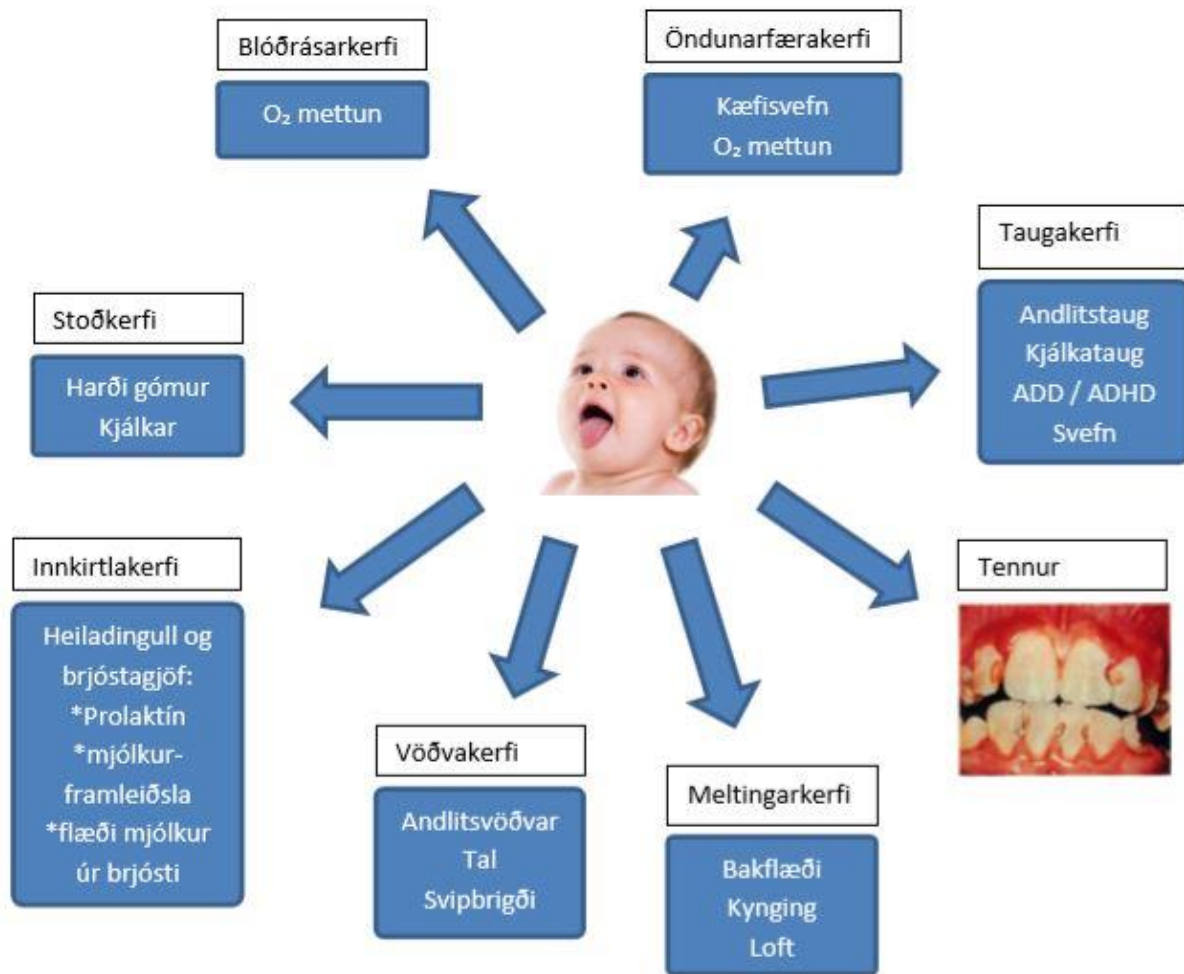 Blóðrásarkerfi
O₂ mettun
Öndunarfærakerfi
Kæfisvefn
O₂ mettun
Taugakerfi
Andlitstaug
Kjálkataug
ADD / ADHD
Svefn
Stoðkerfi
Harði gómur
Kjálkar
Innkirtlakerfi
Heiladingull og
brjóstagjöf:
*Prolaktín
*mjólkur-
framleiðsla
*flæði mjólkur
úr brjósti
Vöðvakerfi
Andlitsvöðvar
Tal
Svipbrigði
Meltingarkerfi
Bakflæði
Kynging
Loft
Tennur